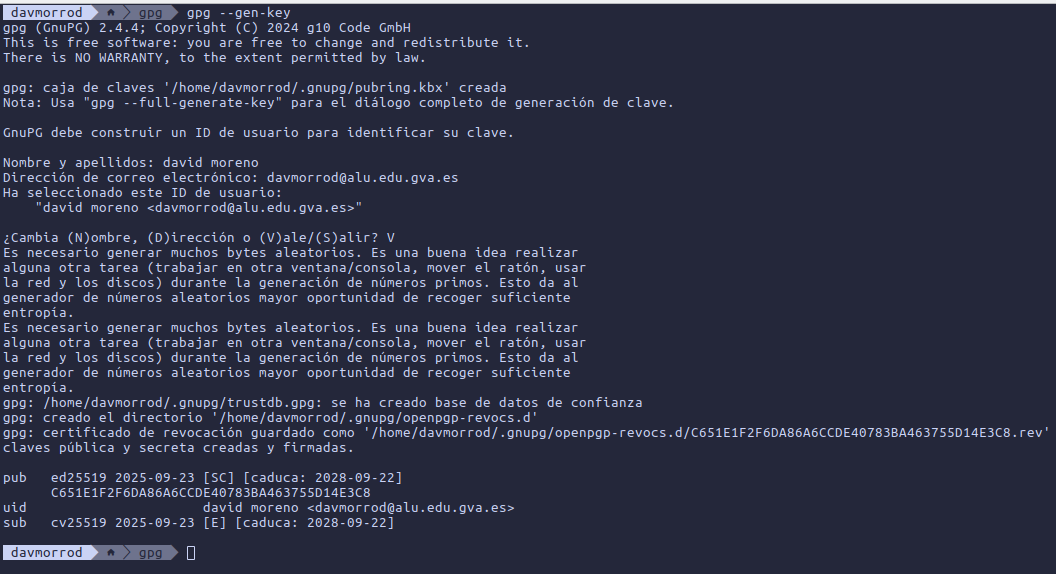 davmorrod gpg gpg --gen-key
gpg (GnuPG) 2.4.4; Copyright (C) 2024 g10 Code GmbH
This is free software: you are free to change and redistribute it.
There is NO WARRANTY, to the extent permitted by law.
gpg: caja de claves '/home/davmorrod/.gnupg/pubring.kbx' creada
Nota: Usa "gpg --full-generate-key" para el diálogo completo de generación de clave.
GnuPG debe construir un ID de usuario para identificar su clave.
Nombre y apellidos: david moreno
Dirección de correo electrónico: davmorrod@alu.edu.gva.es
Ha seleccionado este ID de usuario:
"david moreno <davmorrod@alu.edu.gva.es>"
¿Cambia (N)ombre, (D)irección o (V)ale/(S)alir? V
Es necesario generar muchos bytes aleatorios. Es una buena idea realizar
alguna otra tarea (trabajar en otra ventana/consola, mover el ratón, usar
la red y los discos) durante la generación de números primos. Esto da al
generador de números aleatorios mayor oportunidad de recoger suficiente
entropía.
Es necesario generar muchos bytes aleatorios. Es una buena idea realizar
alguna otra tarea (trabajar en otra ventana/consola, mover el ratón, usar
la red y los discos) durante la generación de números primos. Esto da al
generador de números aleatorios mayor oportunidad de recoger suficiente
entropía.
gpg: /home/davmorrod/.gnupg/trustdb.gpg: se ha creado base de datos de confianza
gpg: creado el directorio '/home/davmorrod/.gnupg/openpgp-revocs.d'
gpg: certificado de revocación guardado como '/home/davmorrod/.gnupg/openpgp-revocs.d/C651E1F2F6DA86A6CCDE40783BA463755D14E3C8.rev'
claves pública y secreta creadas y firmadas.
pub ed25519 2025-09-23 [SC] [caduca: 2028-09-22]
C651E1F2F6DA86A6CCDE40783BA463755D14E3C8
uid david moreno <davmorrod@alu.edu.gva.es>
sub cv25519 2025-09-23 [E] [caduca: 2028-09-22]
davmorrod gpg